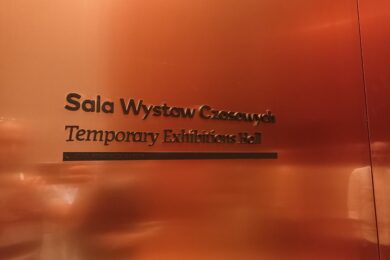 Sala Wystaw Czasowych
Temporary Exhibitions Hall